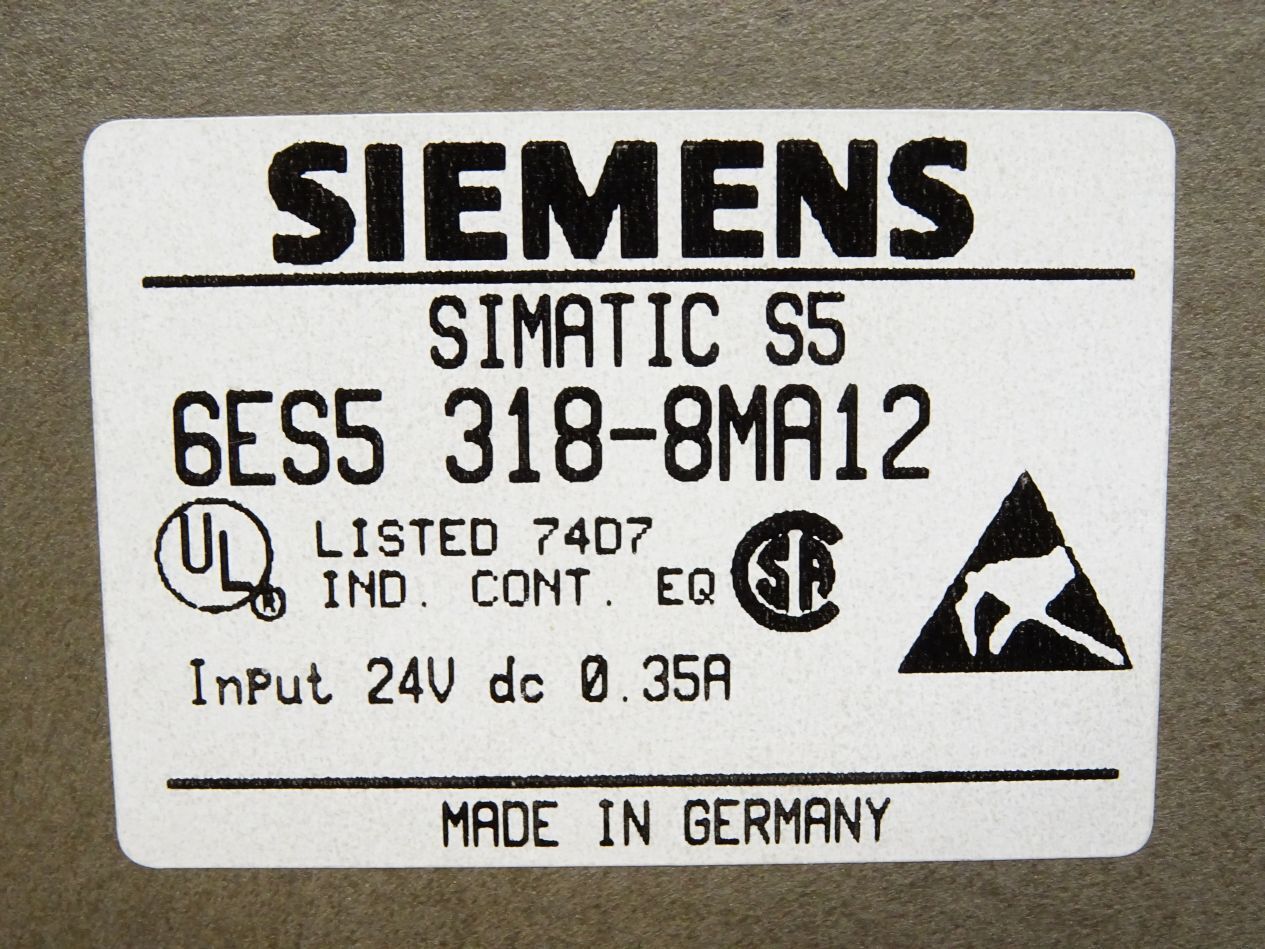 SIEMENS
SIMATIC S5
6ES5 318-8MA12
UL ® LISTED 74D7 CSA
IND. CONT. EQ
Input 24V dc 0.35A
MADE IN GERMANY